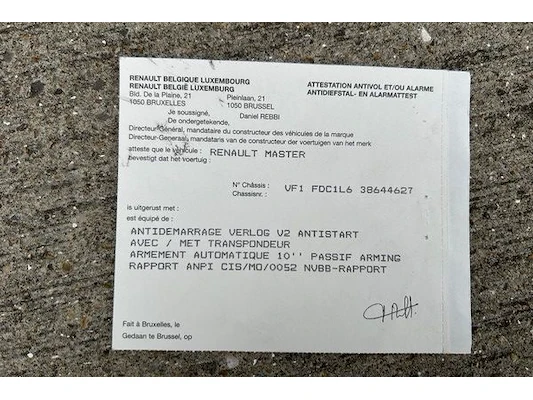 RENAULT BELGIQUE LUXEMBOURG
RENAULT BELGIË LUXEMBURG
Bld. De la Plaine, 21 Pleinlaan, 21
1050 BRUXELLES 1050 BRUSSEL
ATTESTATION ANTIVOL ET/OU ALARME
ANTIDIEFSTAL- EN ALARMATTEST
Je soussigné, Daniel REBBI
De ondergetekende,
Directeur-Général, mandataire du constructeur des véhicules de la marque
Directeur-Generaal, mandataris van de constructeur der voertuigen van het merk
atteste que le véhicule : RENAULT MASTER
bevestigt dat het voertuig :
N° Châssis : VF1 FDC1L6 38644627
Chassisnr. :
is uitgerust met :
est équipé de :
ANTIDEMARRAGE VERLOG V2 ANTISTART
AVEC / MET TRANSPONDEUR
ARMEMENT AUTOMATIQUE 10'' PASSIF ARMING
RAPPORT ANPI CIS/MO/0052 NVBB-RAPPORT
Fait à Bruxelles, le
Gedaan te Brussel, op